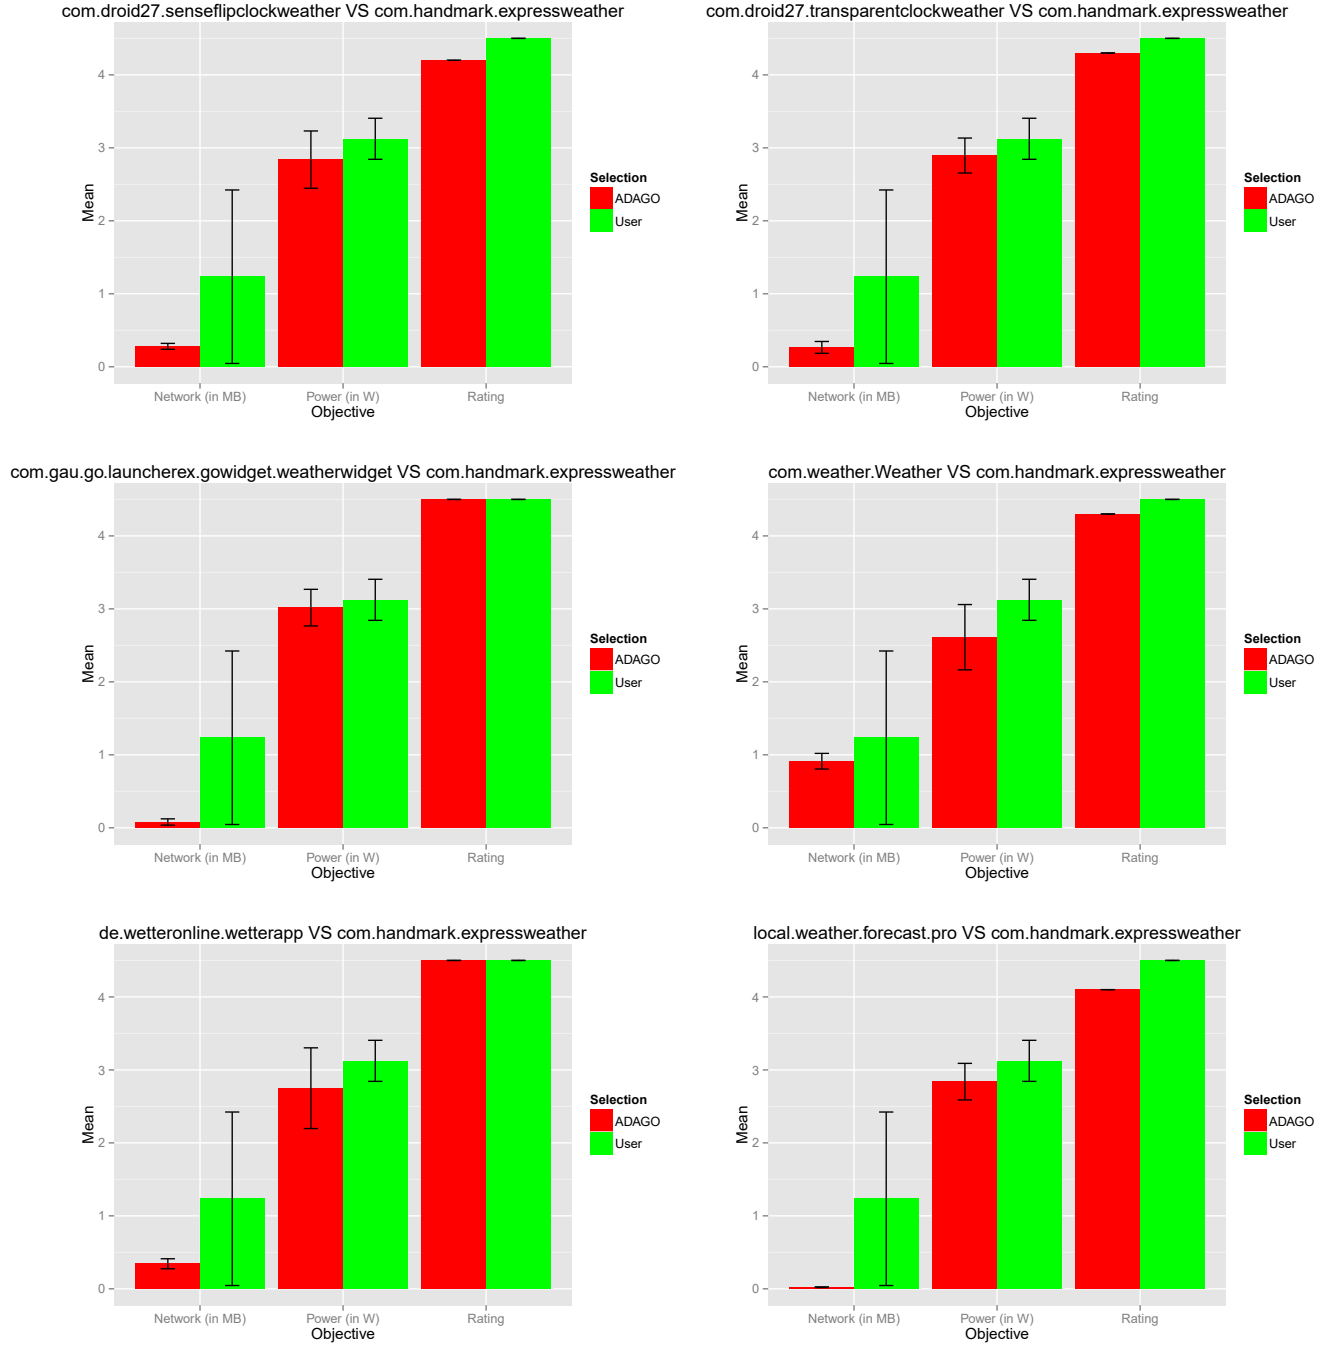 com.droid27.senseflipclockweather VS com.handmark.expressweather
4
3
2
1
0
Mean
Network (in MB)
Power (in W)
Rating
Objective
Selection
ADAGO
User
com.droid27.transparentclockweather VS com.handmark.expressweather
4
3
2
1
0
Mean
Network (in MB)
Power (in W)
Rating
Objective
Selection
ADAGO
User
com.gau.go.launcherex.gowidget.weatherwidget VS com.handmark.expressweather
4
3
2
1
0
Mean
Network (in MB)
Power (in W)
Rating
Objective
Selection
ADAGO
User
com.weather.Weather VS com.handmark.expressweather
4
3
2
1
0
Mean
Network (in MB)
Power (in W)
Rating
Objective
Selection
ADAGO
User
de.wetteronline.wetterapp VS com.handmark.expressweather
4
3
2
1
0
Mean
Network (in MB)
Power (in W)
Rating
Objective
Selection
ADAGO
User
local.weather.forecast.pro VS com.handmark.expressweather
4
3
2
1
0
Mean
Network (in MB)
Power (in W)
Rating
Objective
Selection
ADAGO
User